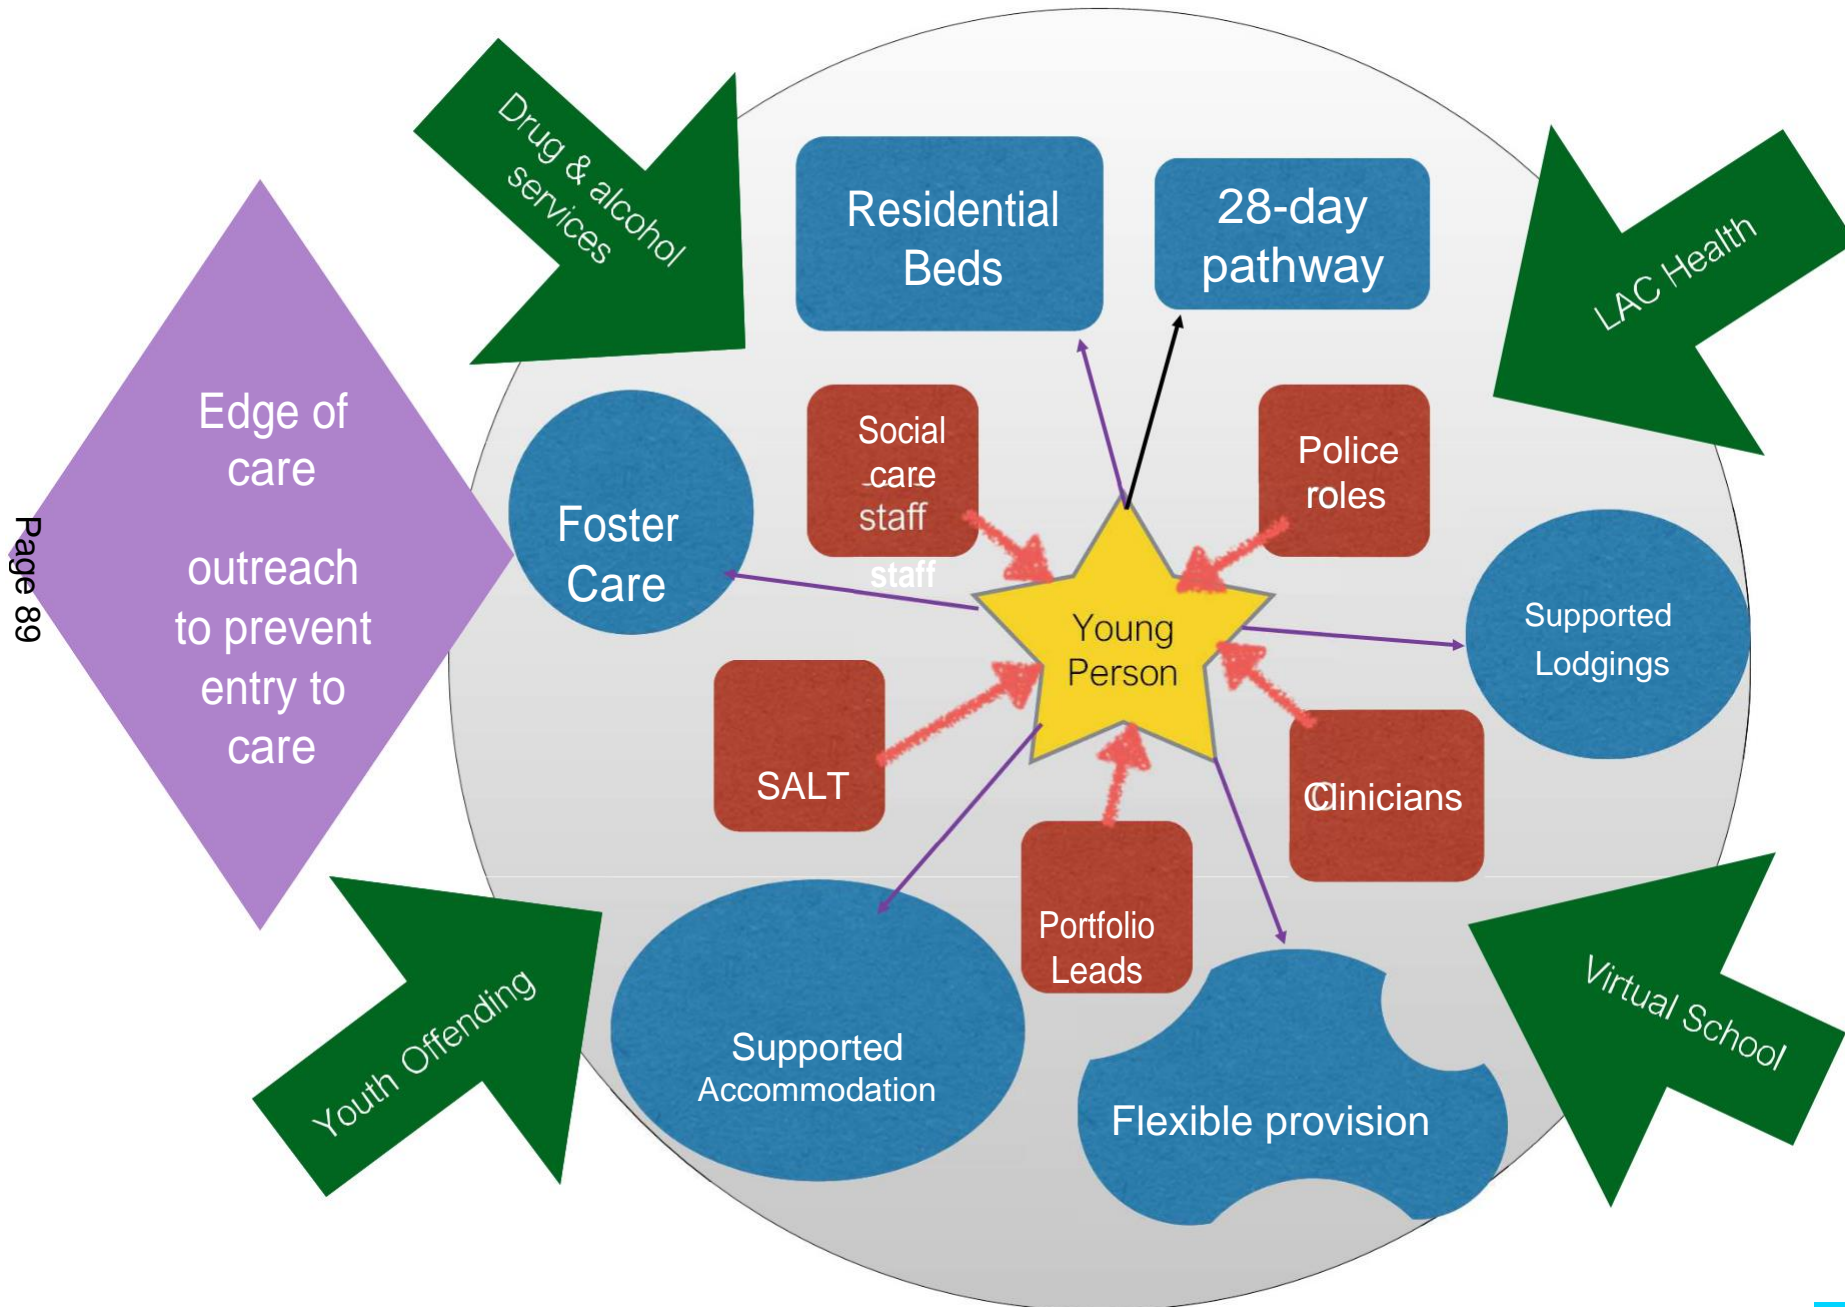 Drug & alcohol
services
Residential
Beds
28-day
pathway
LAC Health
Edge of
care
outreach
to prevent
entry to
care
Page 89
Foster
Care
Social
care
staff
staff
Police
roles
Young
Person
Supported
Lodgings
SALT
Clinicians
Portfolio
Leads
Youth Offending
Supported
Accommodation
Flexible provision
Virtual School